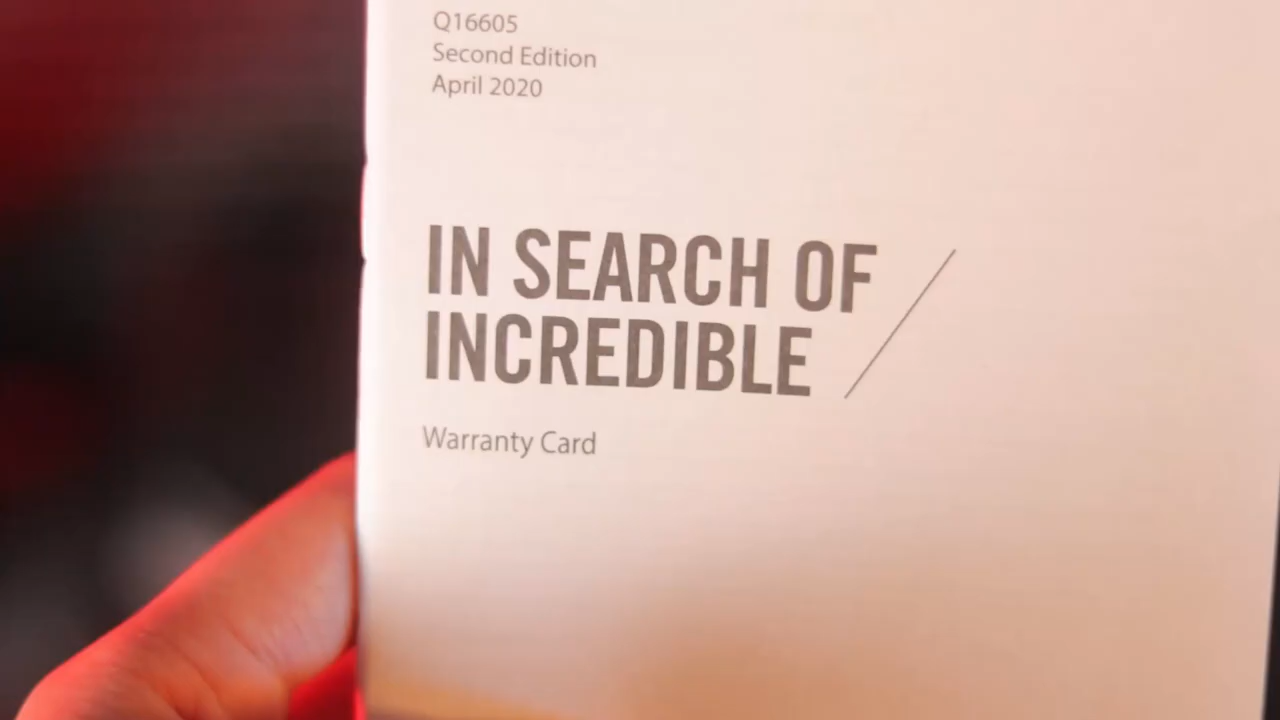 Q16605
Second Edition
April 2020
IN SEARCH OF
INCREDIBLE
Warranty Card